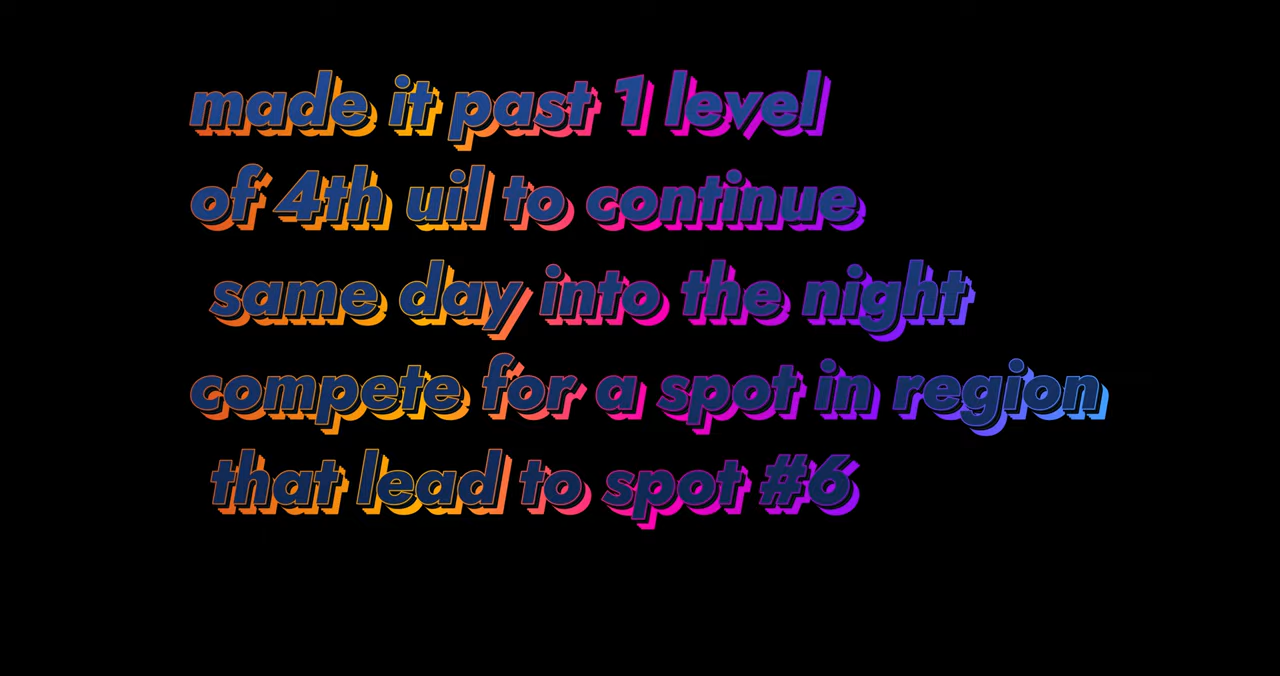 made it past 1 level
of 4th uil to continue
same day into the night
compete for a spot in region
that lead to spot #6